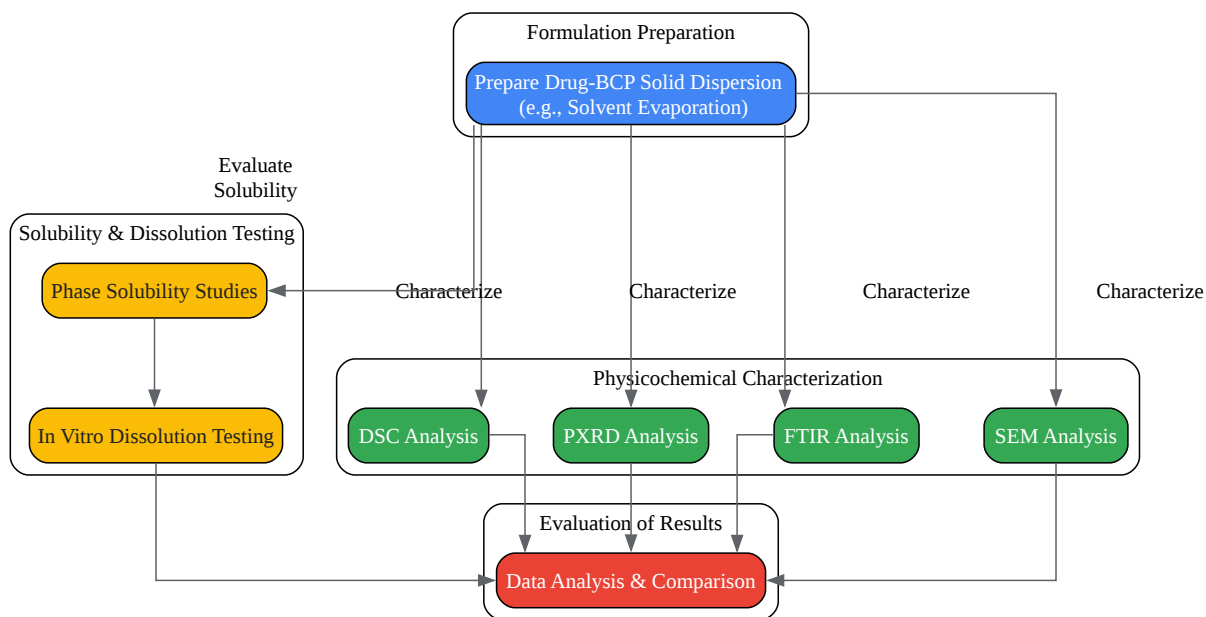 Formulation Preparation
Prepare Drug-BCP Solid Dispersion
(e.g., Solvent Evaporation)
Evaluate
Solubility
Solubility & Dissolution Testing
Phase Solubility Studies
Characterize
Characterize
Characterize
Characterize
Physicochemical Characterization
In Vitro Dissolution Testing
DSC Analysis
PXRD Analysis
FTIR Analysis
SEM Analysis
Evaluation of Results
Data Analysis & Comparison